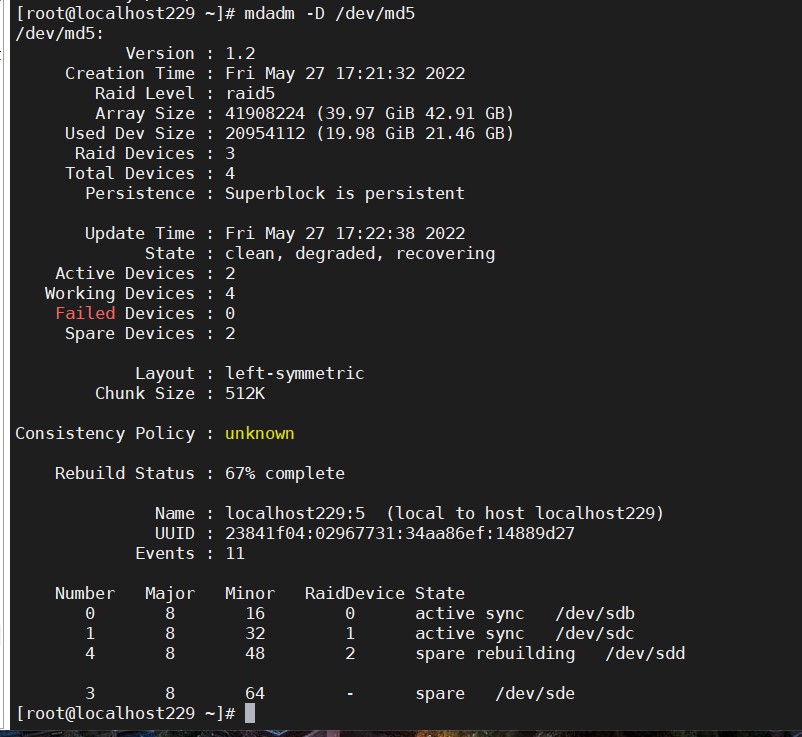 [root@localhost229 ~]# mdadm -D /dev/md5
/dev/md5:
Version : 1.2
Creation Time : Fri May 27 17:21:32 2022
Raid Level : raid5
Array Size : 41908224 (39.97 GiB 42.91 GB)
Used Dev Size : 20954112 (19.98 GiB 21.46 GB)
Raid Devices : 3
Total Devices : 4
Persistence : Superblock is persistent
Update Time : Fri May 27 17:22:38 2022
State : clean, degraded, recovering
Active Devices : 2
Working Devices : 4
Failed Devices : 0
Spare Devices : 2
Layout : left-symmetric
Chunk Size : 512K
Consistency Policy : unknown
Rebuild Status : 67% complete
Name : localhost229:5  (local to host localhost229)
UUID : 23841f04:02967731:34aa86ef:14889d27
Events : 11
Number   Major   Minor   RaidDevice State
0       8       16        0      active sync   /dev/sdb
1       8       32        1      active sync   /dev/sdc
4       8       48        2      spare rebuilding   /dev/sdd
3       8       64        -      spare   /dev/sde
[root@localhost229 ~]#